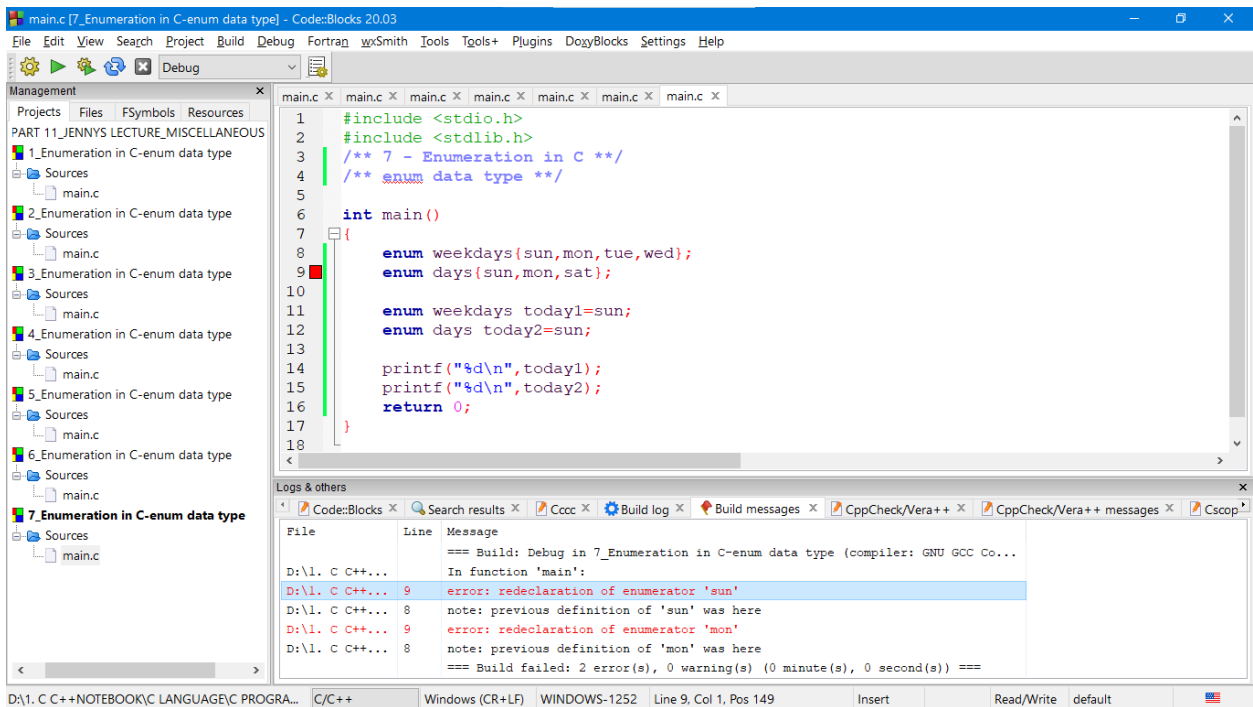 main.c [7_Enumeration in C-enum data type] - Code::Blocks 20.03
File Edit View Search Project Build Debug Fortran wxSmith Tools Tools+ Plugins DoxyBlocks Settings Help
Debug
Management
Projects Files FSymbols Resources
PART 11_JENNYS LECTURE_MISCELLANEOUS
1_Enumeration in C-enum data type
Sources
main.c
2_Enumeration in C-enum data type
Sources
main.c
3_Enumeration in C-enum data type
Sources
main.c
4_Enumeration in C-enum data type
Sources
main.c
5_Enumeration in C-enum data type
Sources
main.c
6_Enumeration in C-enum data type
Sources
main.c
7_Enumeration in C-enum data type
Sources
main.c
main.c main.c main.c main.c main.c main.c main.c
1 #include <stdio.h>
2 #include <stdlib.h>
3 /** 7 - Enumeration in C **/
4 /** enum data type **/
5
6 int main()
7 {
8 enum weekdays{sun,mon,tue,wed};
9 enum days{sun,mon,sat};
10
11 enum weekdays today1=sun;
12 enum days today2=sun;
13
14 printf("%d\n",today1);
15 printf("%d\n",today2);
16 return 0;
17 }
18
Logs & others
Code::Blocks Search results Cccc Build log Build messages CppCheck/Vera++ CppCheck/Vera++ messages Cscop
File Line Message
=== Build: Debug in 7_Enumeration in C-enum data type (compiler: GNU GCC Co...
D:\1. C C++... In function 'main':
D:\1. C C++... 9 error: redeclaration of enumerator 'sun'
D:\1. C C++... 8 note: previous definition of 'sun' was here
D:\1. C C++... 9 error: redeclaration of enumerator 'mon'
D:\1. C C++... 8 note: previous definition of 'mon' was here
=== Build failed: 2 error(s), 0 warning(s) (0 minute(s), 0 second(s)) ===
D:\1. C C++NOTEBOOK\C LANGUAGE\C PROGRA... C/C++ Windows (CR+LF) WINDOWS-1252 Line 9, Col 1, Pos 149 Insert Read/Write default